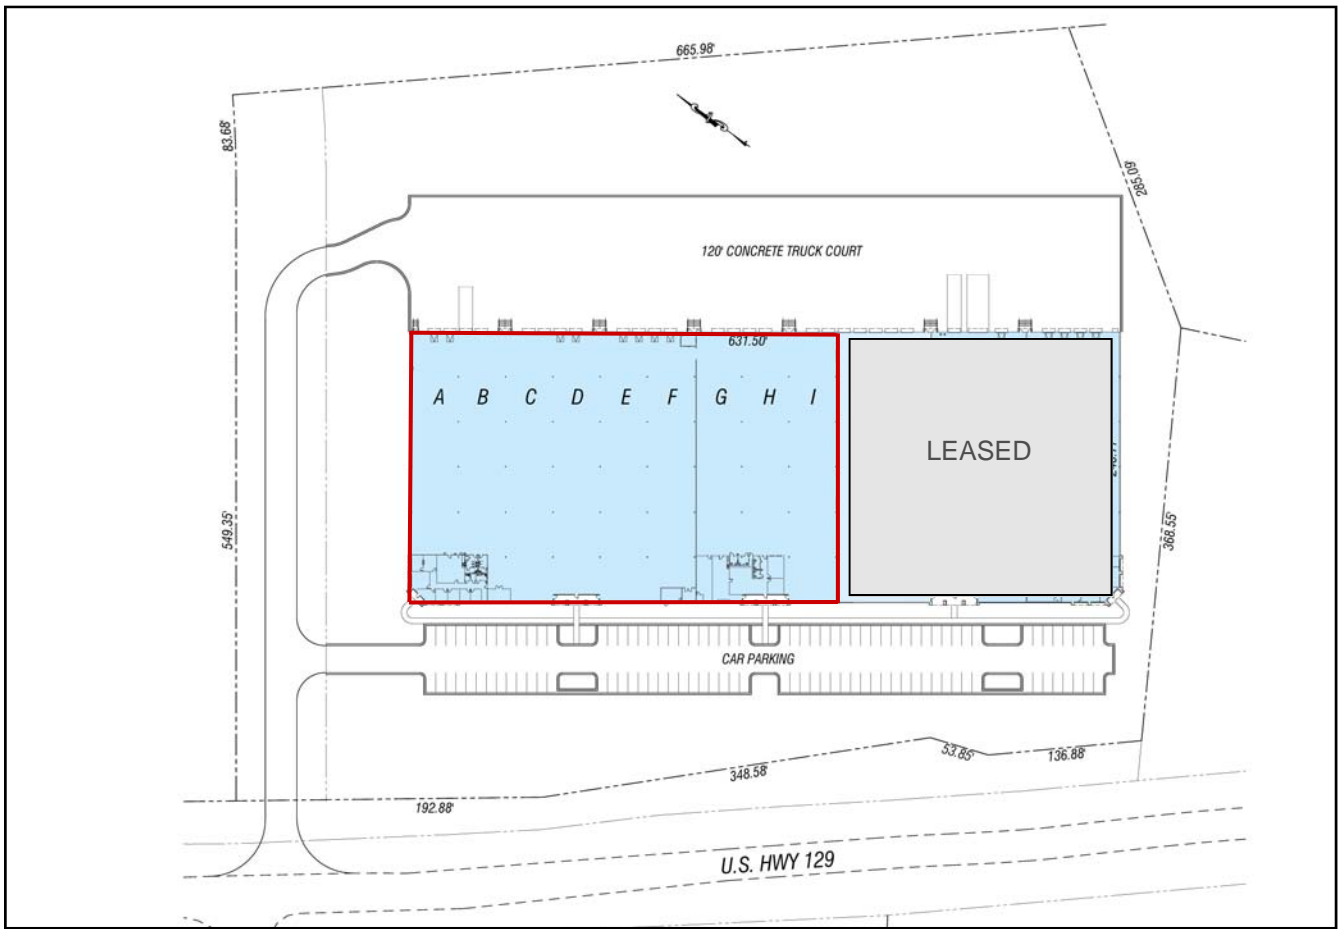 665.98'
83.68'
285.09'
120' CONCRETE TRUCK COURT
631.50'
A B C D E F G H I
LEASED
549.35'
368.55'
CAR PARKING
53.85'
136.88'
348.58'
192.88'
U.S. HWY 129